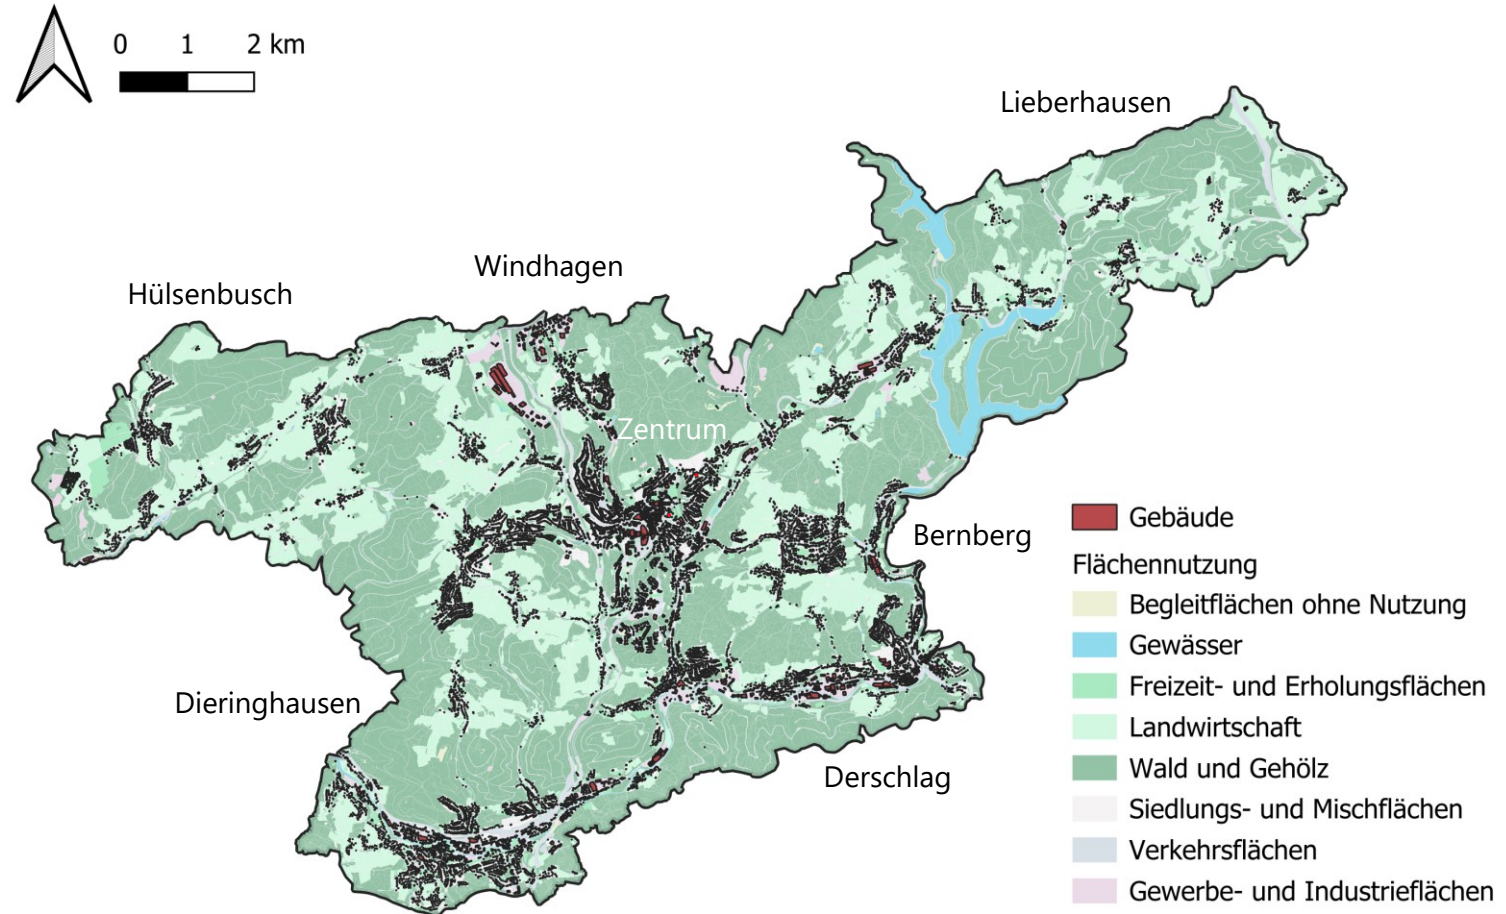 0 1 2 km
Lieberhausen
Windhagen
Hülsenbusch
Zentrum
Bernberg
Dieringhausen
Derschlag
Gebäude
Flächennutzung
Begleitflächen ohne Nutzung
Gewässer
Freizeit- und Erholungsflächen
Landwirtschaft
Wald und Gehölz
Siedlungs- und Mischflächen
Verkehrsflächen
Gewerbe- und Industrieflächen